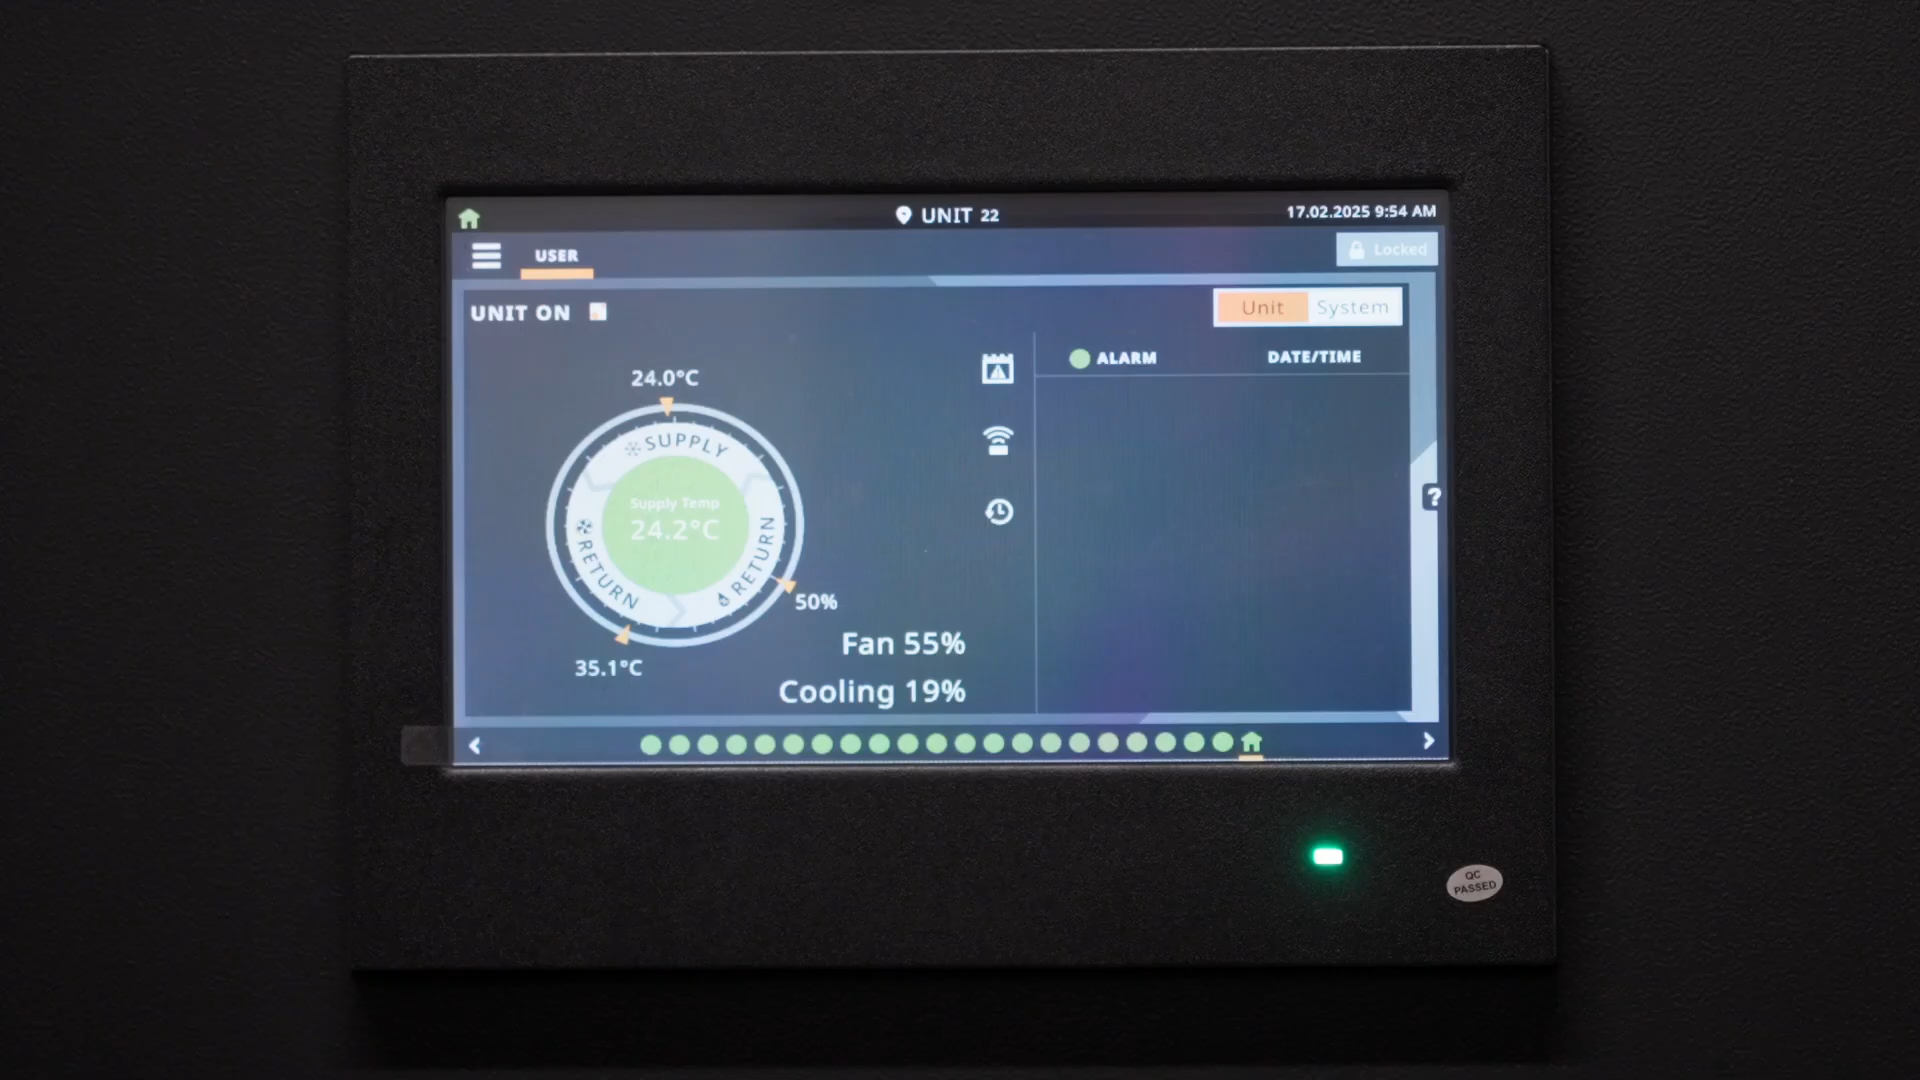 UNIT 22
17.02.2025 9:54 AM
USER
Locked
UNIT ON
Unit System
ALARM DATE/TIME
24.0°C
SUPPLY
Supply Temp
24.2°C
RETURN
RETURN
50%
35.1°C
Fan 55%
Cooling 19%
?
QC
PASSED